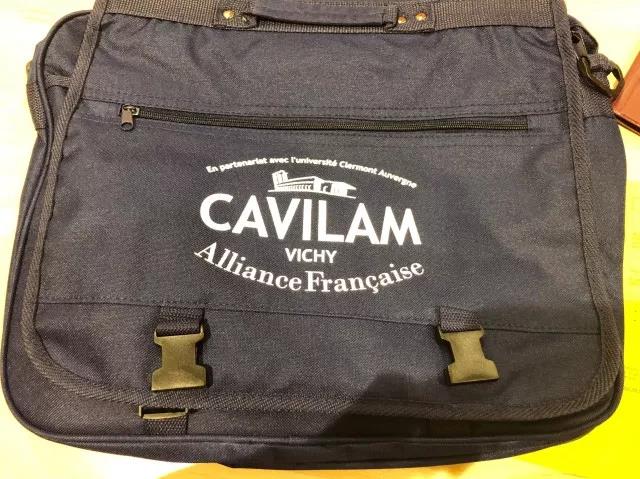 En partenariat avec l'université Clermont Auvergne
CAVILAM
VICHY
Alliance Française